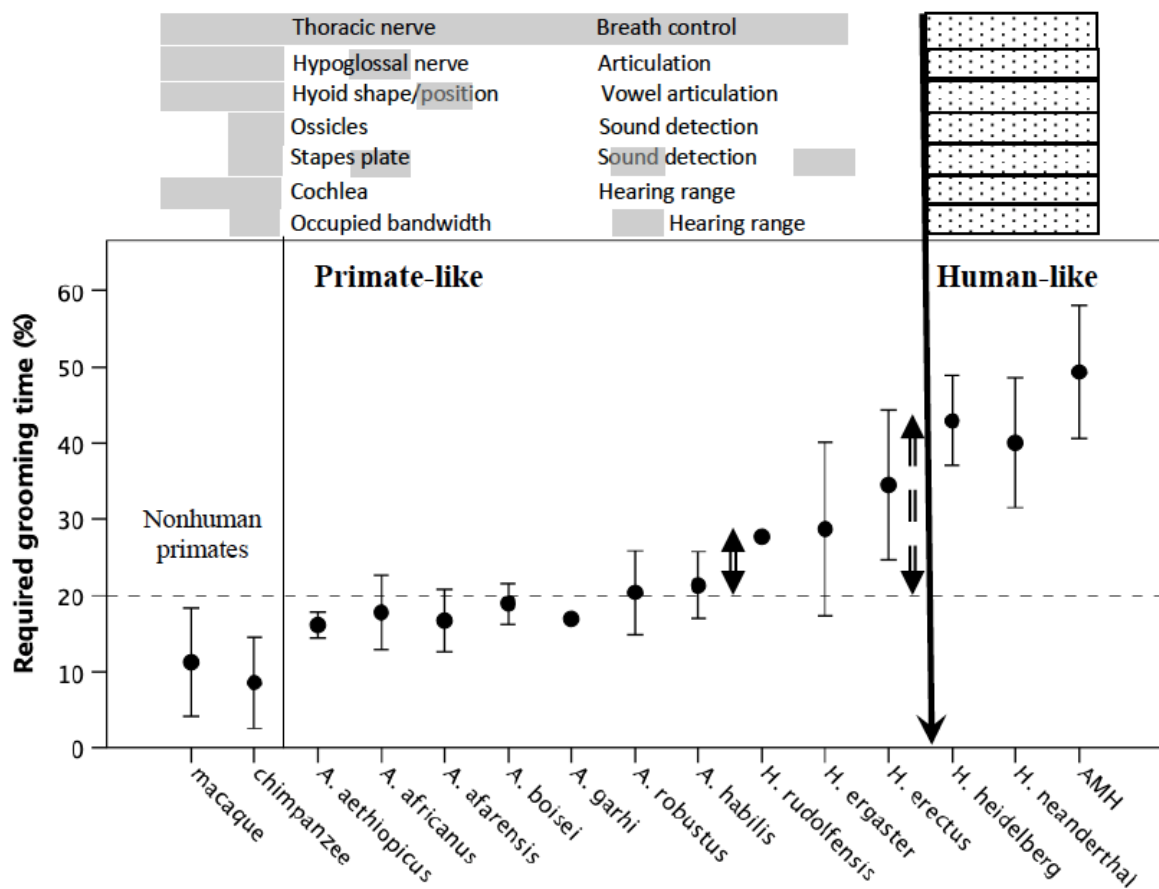 Thoracic nerve Breath control
Hypoglossal nerve Articulation
Hyoid shape/position Vowel articulation
Ossicles Sound detection
Stapes plate Sound detection
Cochlea Hearing range
Occupied bandwidth Hearing range
Primate-like Human-like
Nonhuman
primates
Required grooming time (%)
60
50
40
30
20
10
0
macaque
chimpanzee
A. aethiopicus
A. africanus
A. afarensis
A. boisei
A. garhi
A. robustus
A. habilis
H. rudolfensis
H. ergaster
H. erectus
H. heidelberg
H. neanderthal
AMH